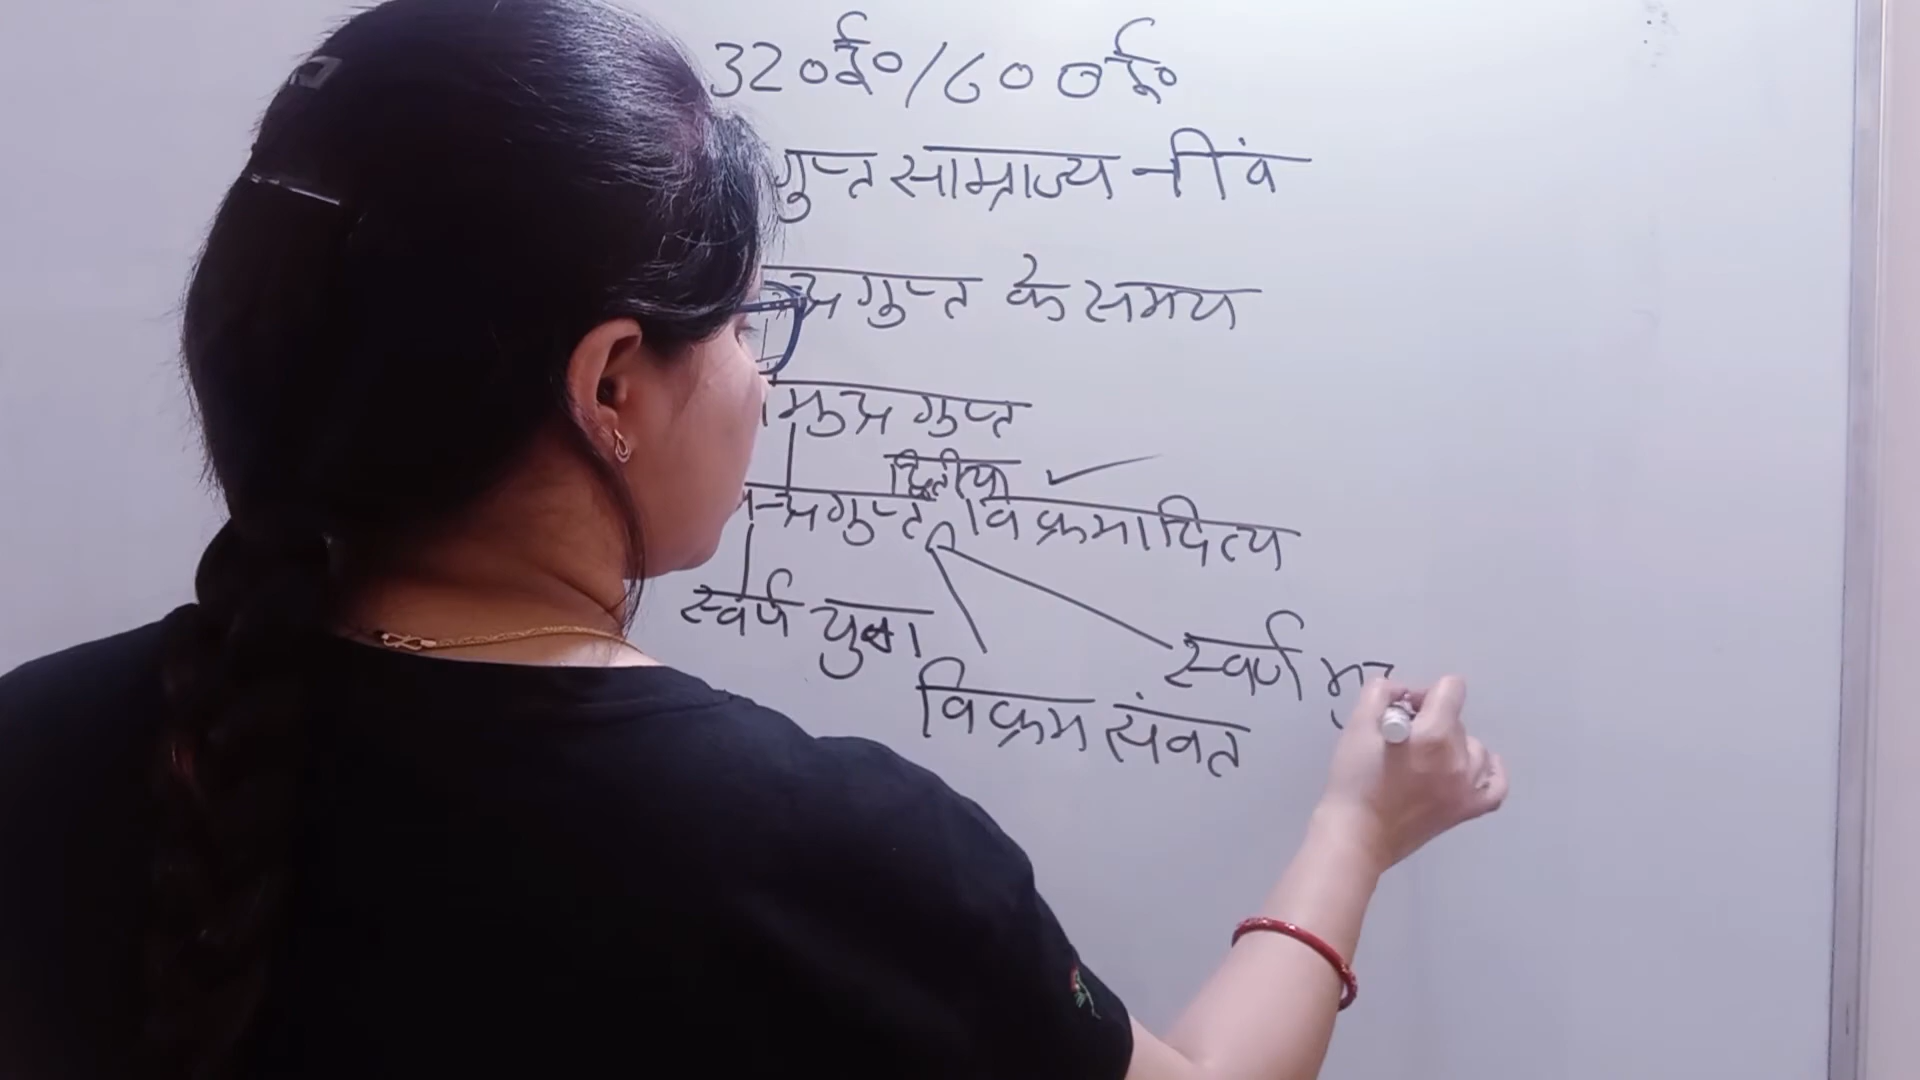 320ई०/600ई०
गुप्त साम्राज्य नींव
गुप्त के समय
गुप्त
द्वितीय
विक्रमादित्य
स्वर्ण युग
स्वर्ण
विक्रम संवत